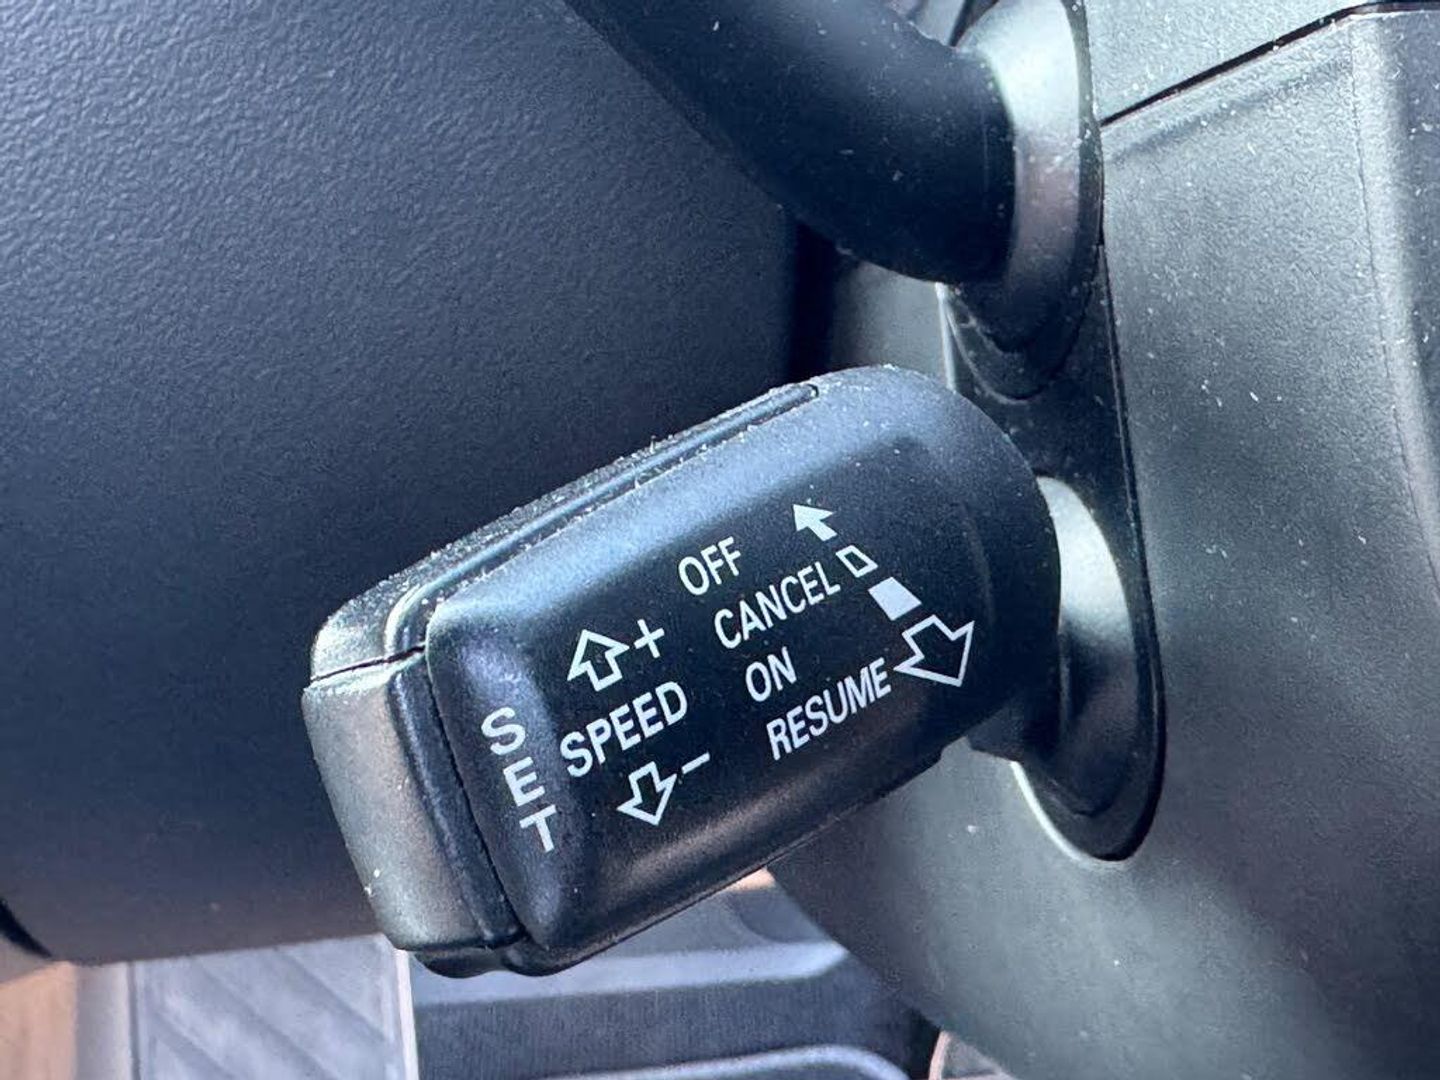 OFF
CANCEL
ON
RESUME
+
SPEED
-
SET